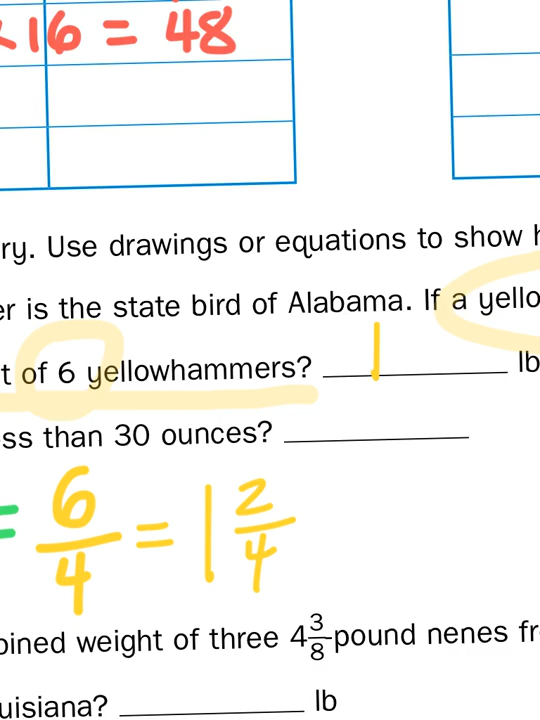 ×16 = 48
ry. Use drawings or equations to show
er is the state bird of Alabama. If a yello
t of 6 yellowhammers? 1 lb
ss than 30 ounces?
= 6/4 = 1 2/4
bined weight of three 4 3/8-pound nenes fr
uisiana? lb